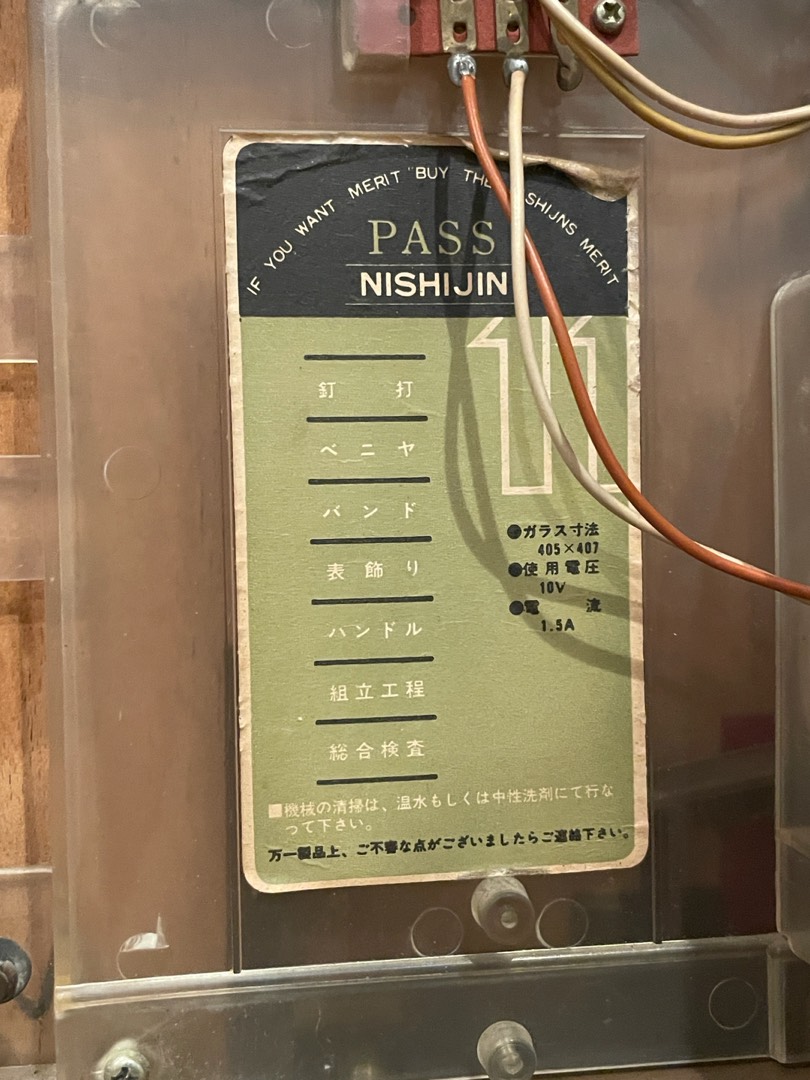 IF YOU WANT MERIT "BUY THE NISHIJNS MERIT
PASS
NISHIJIN
11
釘打
ベニヤ
バンド
表飾り
ハンドル
組立工程
総合検査
●ガラス寸法
405×407
●使用電圧
10V
●電流
1.5A
■機械の清掃は、温水もしくは中性洗剤にて行な
って下さい。
万一製品上、ご不審な点がございましたらご連絡下さい。